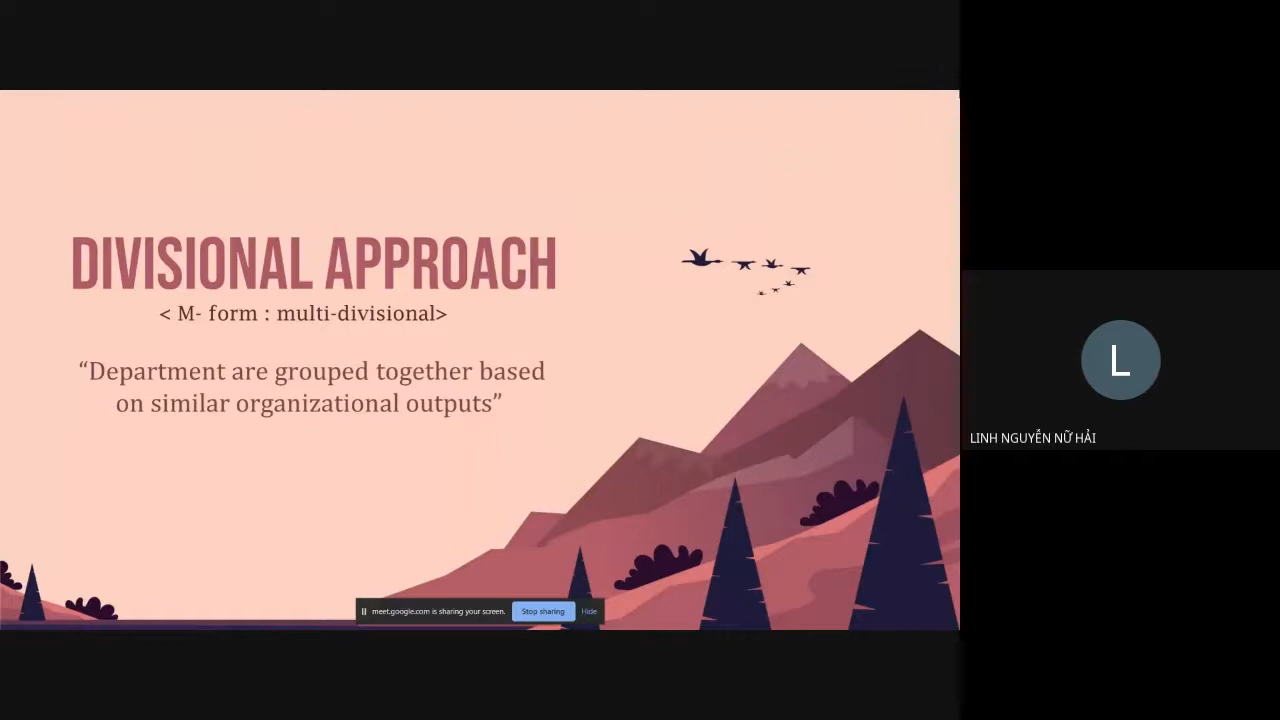 DIVISIONAL APPROACH
< M- form : multi-divisional>
“Department are grouped together based
on similar organizational outputs”
meet.google.com is sharing your screen.
Stop sharing
Hide
L
LINH NGUYỄN NỮ HẢI